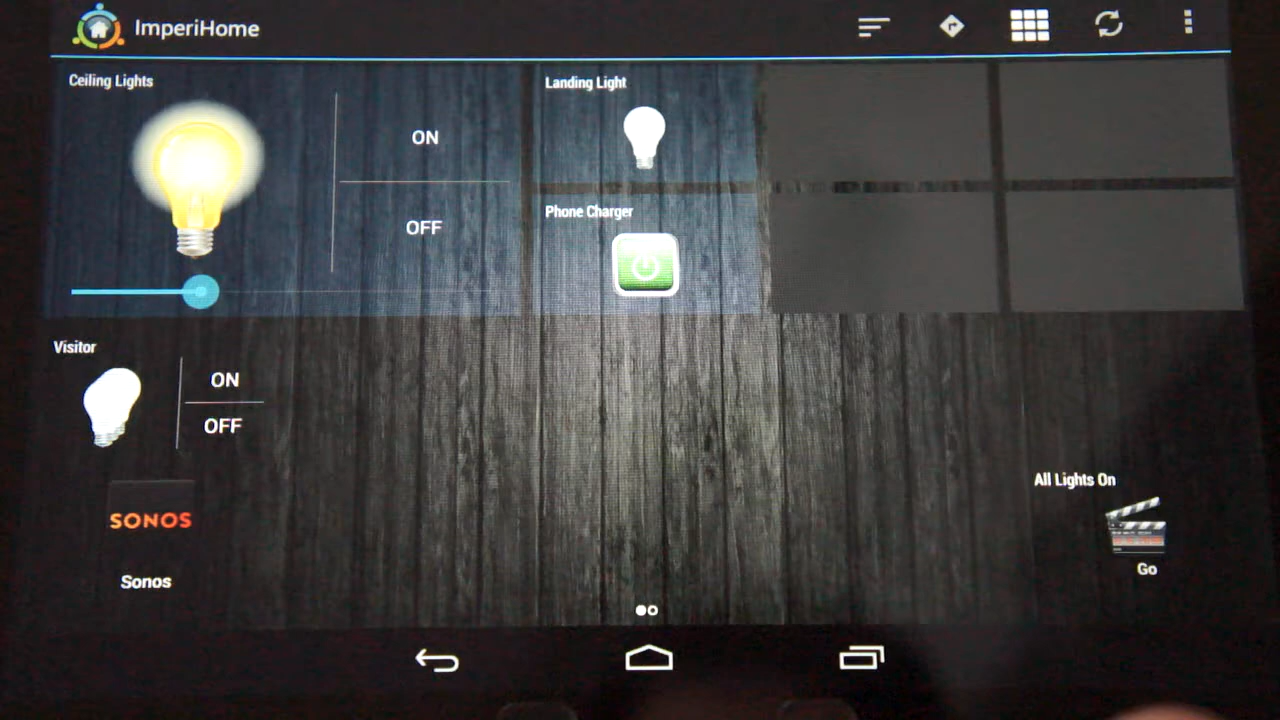 ImperiHome
Ceiling Lights
ON
OFF
Landing Light
Phone Charger
Visitor
ON
OFF
SONOS
Sonos
All Lights On
Go